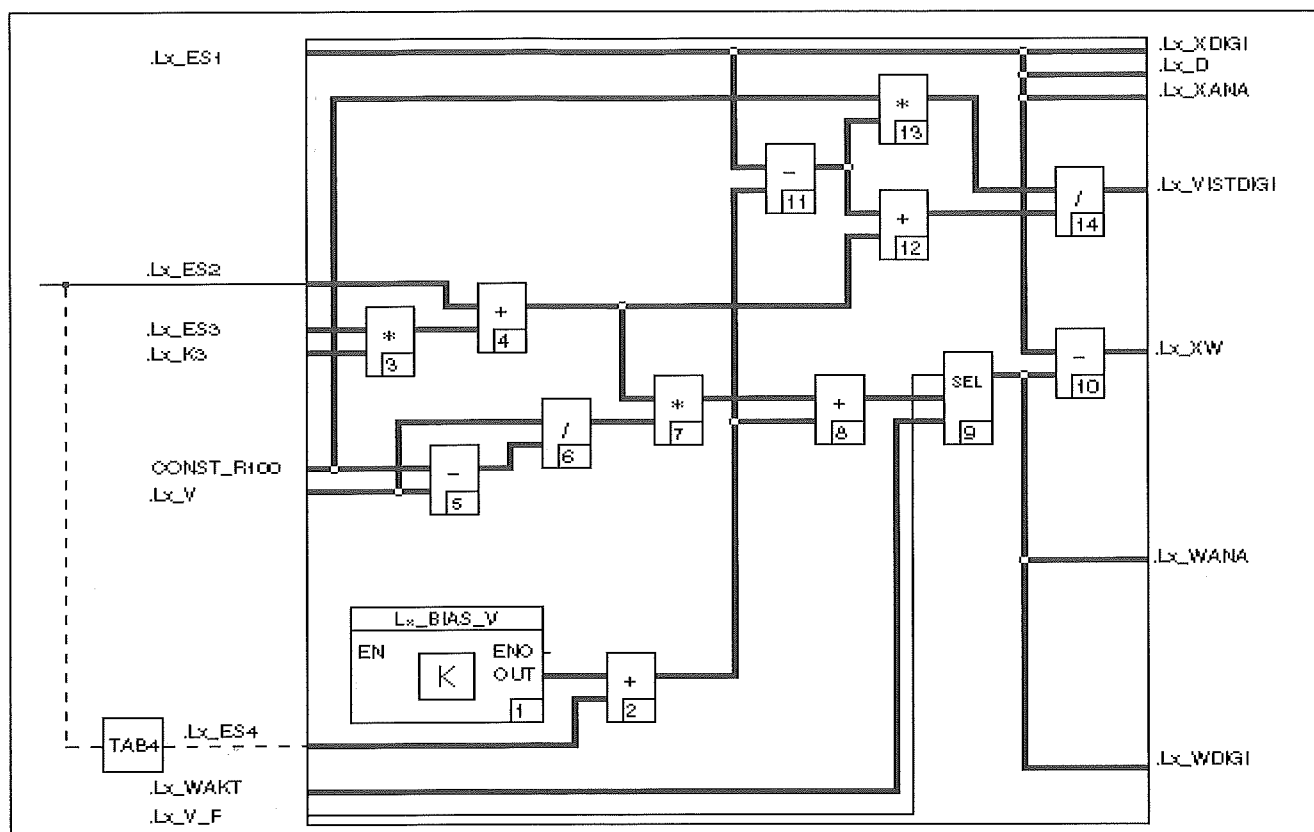 .Lx_ES1
.Lx_XDIGI
.Lx_D
.Lx_XANA
*
13
-
11
.Lx_VISTDIGI
/
14
+
12
.Lx_ES2
+
4
.Lx_ES3
.Lx_K3
*
3
-
10
.Lx_XW
SEL
9
*
7
+
8
/
6
CONST_R100
.Lx_V
-
5
.Lx_WANA
Lx_BIAS_V
EN
ENO
K
OUT
1
+
2
TAB4
.Lx_ES4
.Lx_WDIGI
.Lx_WAKT
.Lx_V_F